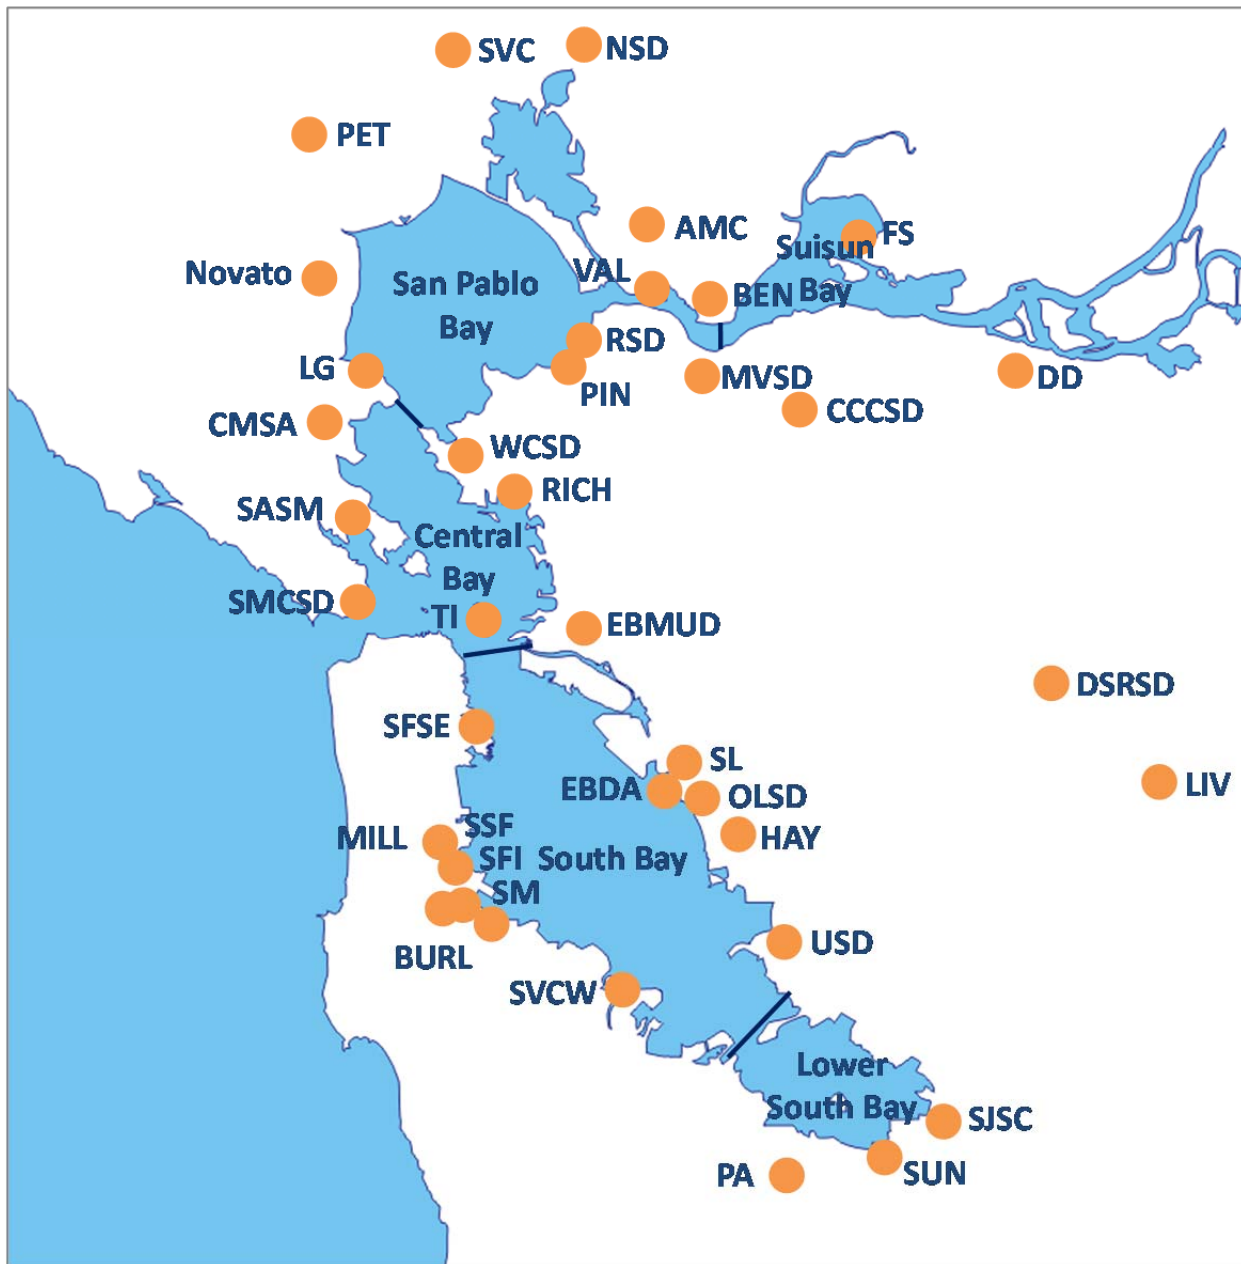 SVC
NSD
PET
AMC
FS
Suisun
Bay
Novato
San Pablo
Bay
VAL
BEN
RSD
LG
PIN
MVSD
DD
CCCSD
CMSA
WCSD
RICH
SASM
Central
Bay
SMCSD
TI
EBMUD
DSRSD
SFSE
SL
EBDA
OLSD
LIV
MILL
SSF
HAY
SFI
South Bay
SM
BURL
USD
SVCW
Lower
South Bay
SJSC
PA
SUN